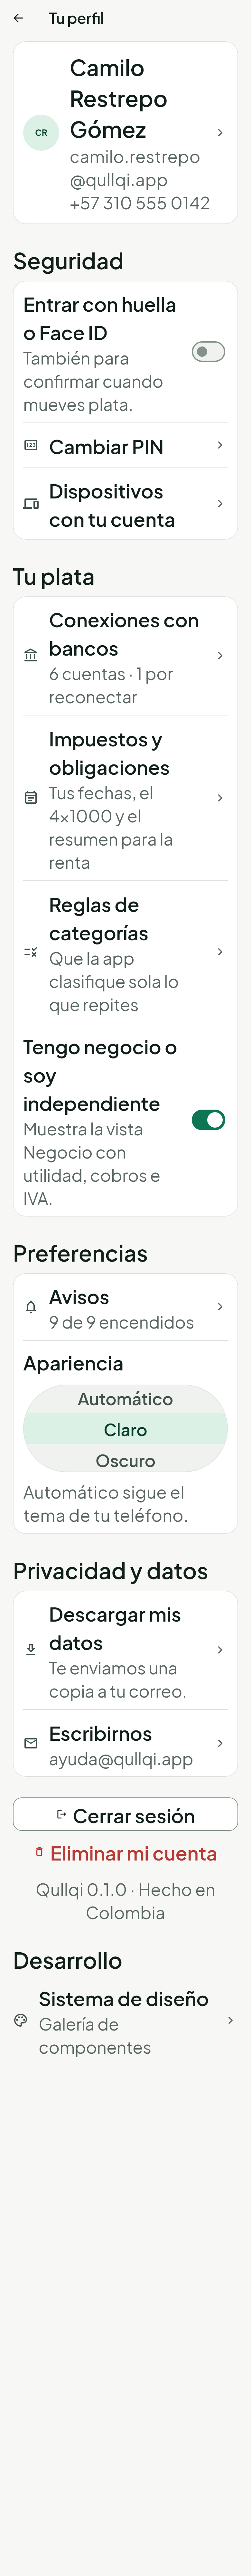 Tu perfil
Camilo
Restrepo
Gómez
CR
camilo.restrepo
@qullqi.app
+57 310 555 0142
Seguridad
Entrar con huella
o Face ID
También para
confirmar cuando
mueves plata.
123
Cambiar PIN
Dispositivos
con tu cuenta
Tu plata
Conexiones con
bancos
6 cuentas · 1 por
reconectar
Impuestos y
obligaciones
Tus fechas, el
4×1000 y el
resumen para la
renta
Reglas de
categorías
Que la app
clasifique sola lo
que repites
Tengo negocio o
soy
independiente
Muestra la vista
Negocio con
utilidad, cobros e
IVA.
Preferencias
Avisos
9 de 9 encendidos
Apariencia
Automático
Claro
Oscuro
Automático sigue el
tema de tu teléfono.
Privacidad y datos
Descargar mis
datos
Te enviamos una
copia a tu correo.
Escribirnos
ayuda@qullqi.app
Cerrar sesión
Eliminar mi cuenta
Qullqi 0.1.0 · Hecho en
Colombia
Desarrollo
Sistema de diseño
Galería de
componentes